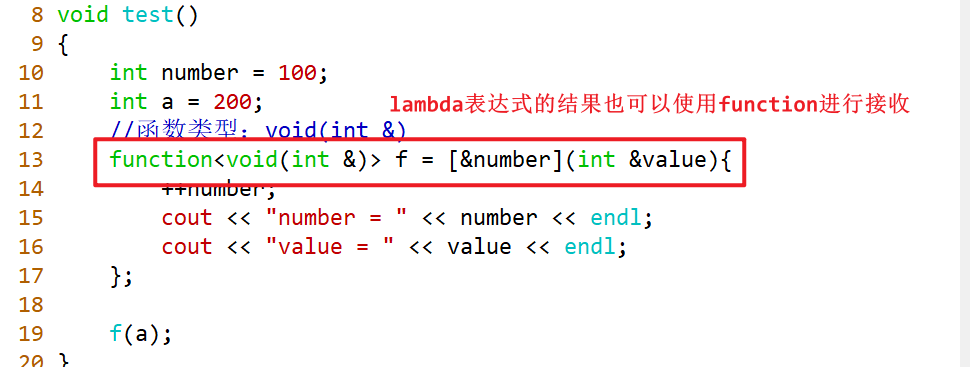 8 void test()
9 {
10     int number = 100;
11     int a = 200;
lambda表达式的结果也可以使用function进行接收
12     //函数类型：void(int &)
13     function<void(int &)> f = [&number](int &value){
14         ++number;
15         cout << "number = " << number << endl;
16         cout << "value = " << value << endl;
17     };
18
19     f(a);
20 }